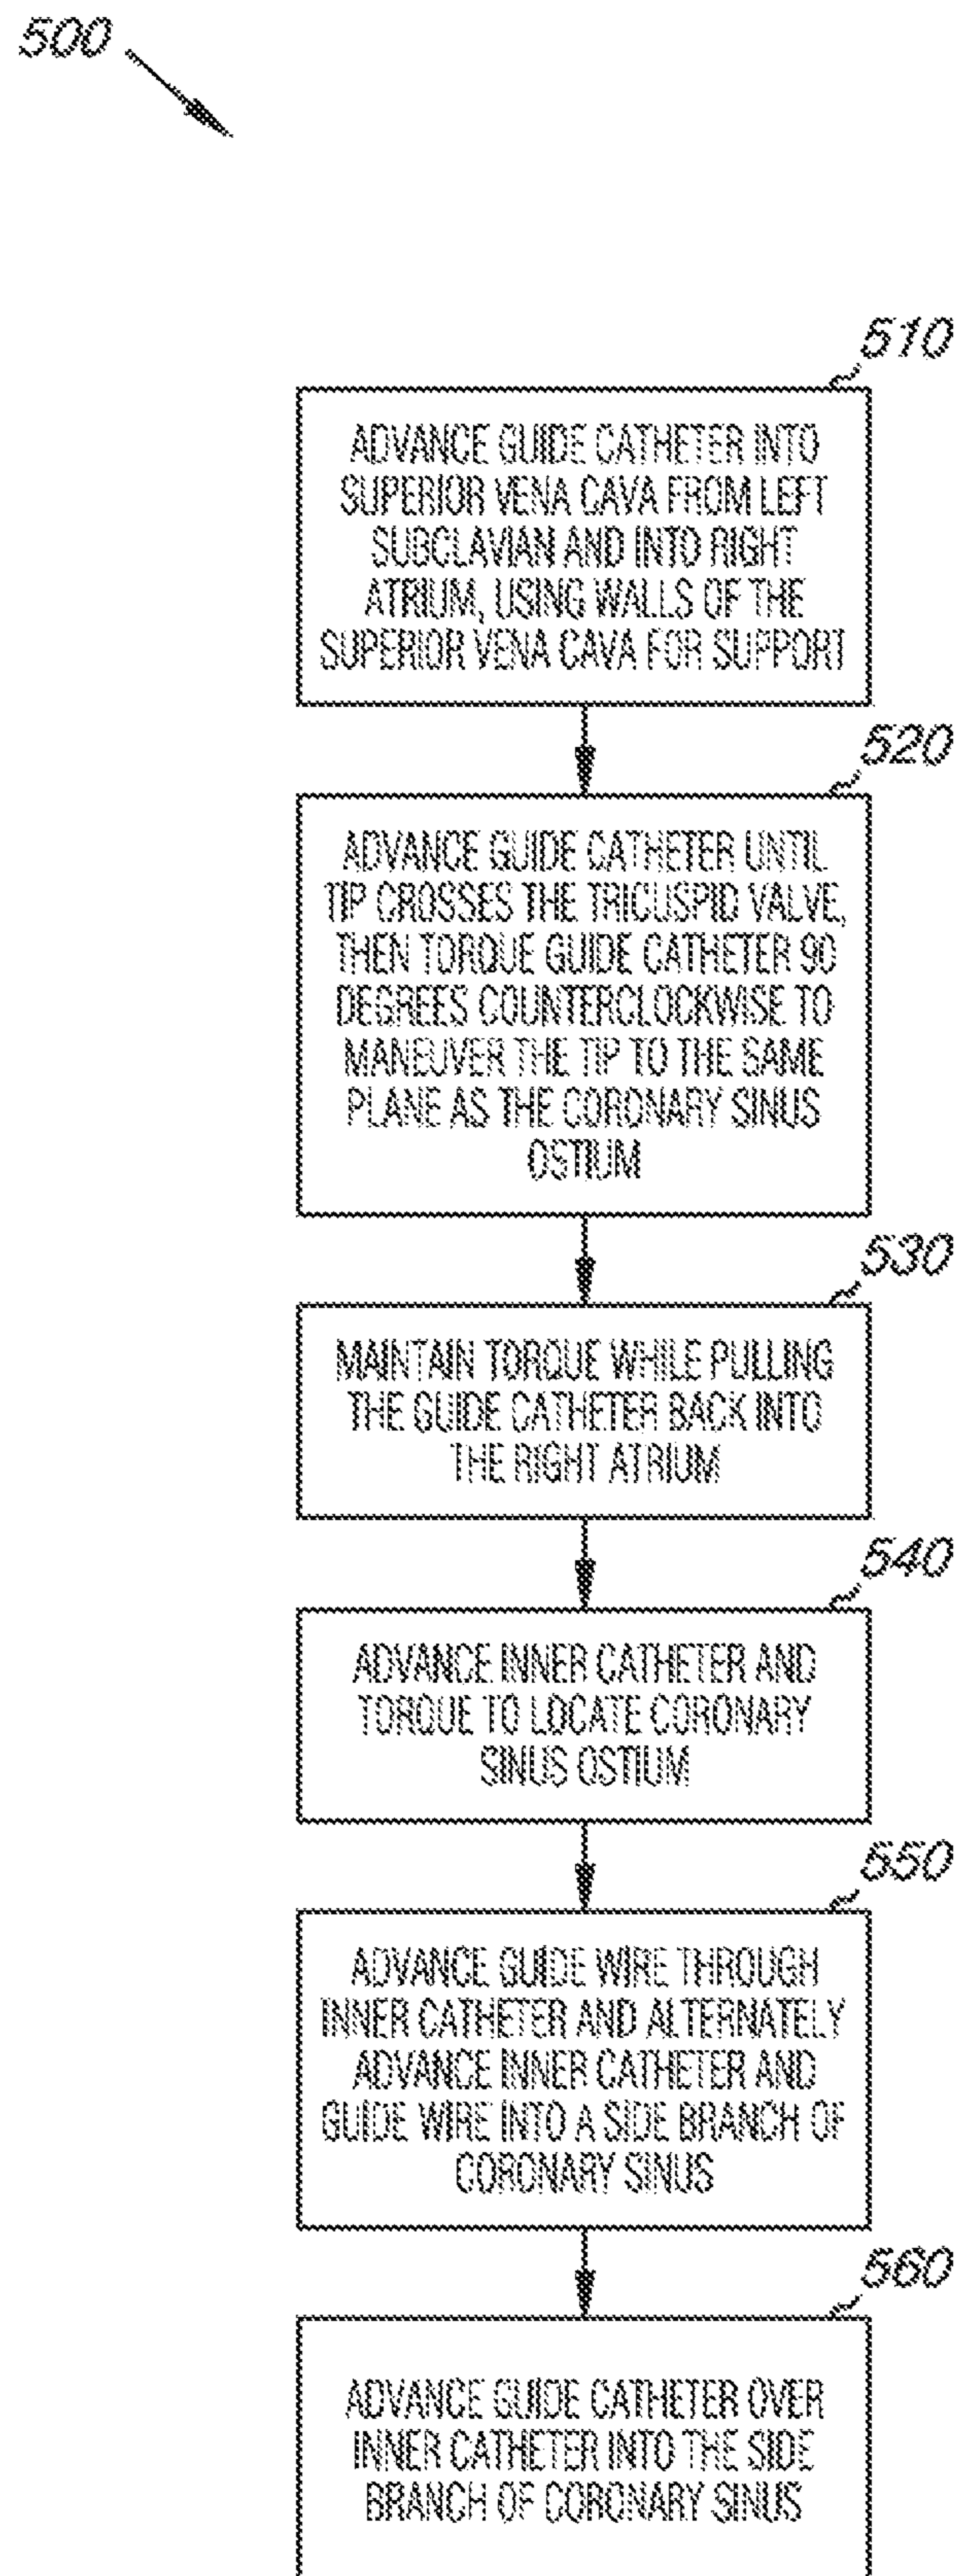 500
510
ADVANCE GUIDE CATHETER INTO
SUPERIOR VENA CAVA FROM LEFT
SUBCLAVIAN AND INTO RIGHT
ATRIUM, USING WALLS OF THE
SUPERIOR VENA CAVA FOR SUPPORT
520
ADVANCE GUIDE CATHETER UNTIL
TIP CROSSES THE TRICUSPID VALVE,
THEN TORQUE GUIDE CATHETER 90
DEGREES COUNTERCLOCKWISE TO
MANEUVER THE TIP TO THE SAME
PLANE AS THE CORONARY SINUS
OSTIUM
530
MAINTAIN TORQUE WHILE PULLING
THE GUIDE CATHETER BACK INTO
THE RIGHT ATRIUM
540
ADVANCE INNER CATHETER AND
TORQUE TO LOCATE CORONARY
SINUS OSTIUM
550
ADVANCE GUIDE WIRE THROUGH
INNER CATHETER AND ALTERNATELY
ADVANCE INNER CATHETER AND
GUIDE WIRE INTO A SIDE BRANCH OF
CORONARY SINUS
560
ADVANCE GUIDE CATHETER OVER
INNER CATHETER INTO THE SIDE
BRANCH OF CORONARY SINUS